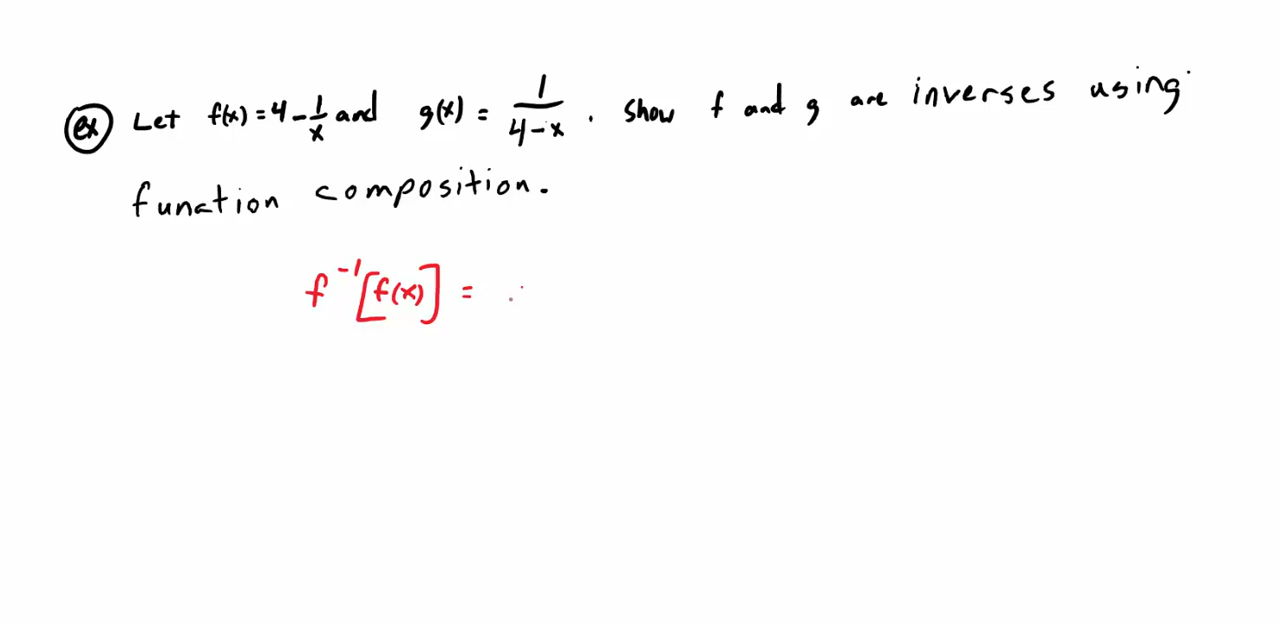 ex Let f(x) = 4 - 1/x and g(x) = 1/(4-x). Show f and g are inverses using
function composition.
f⁻¹[f(x)] =